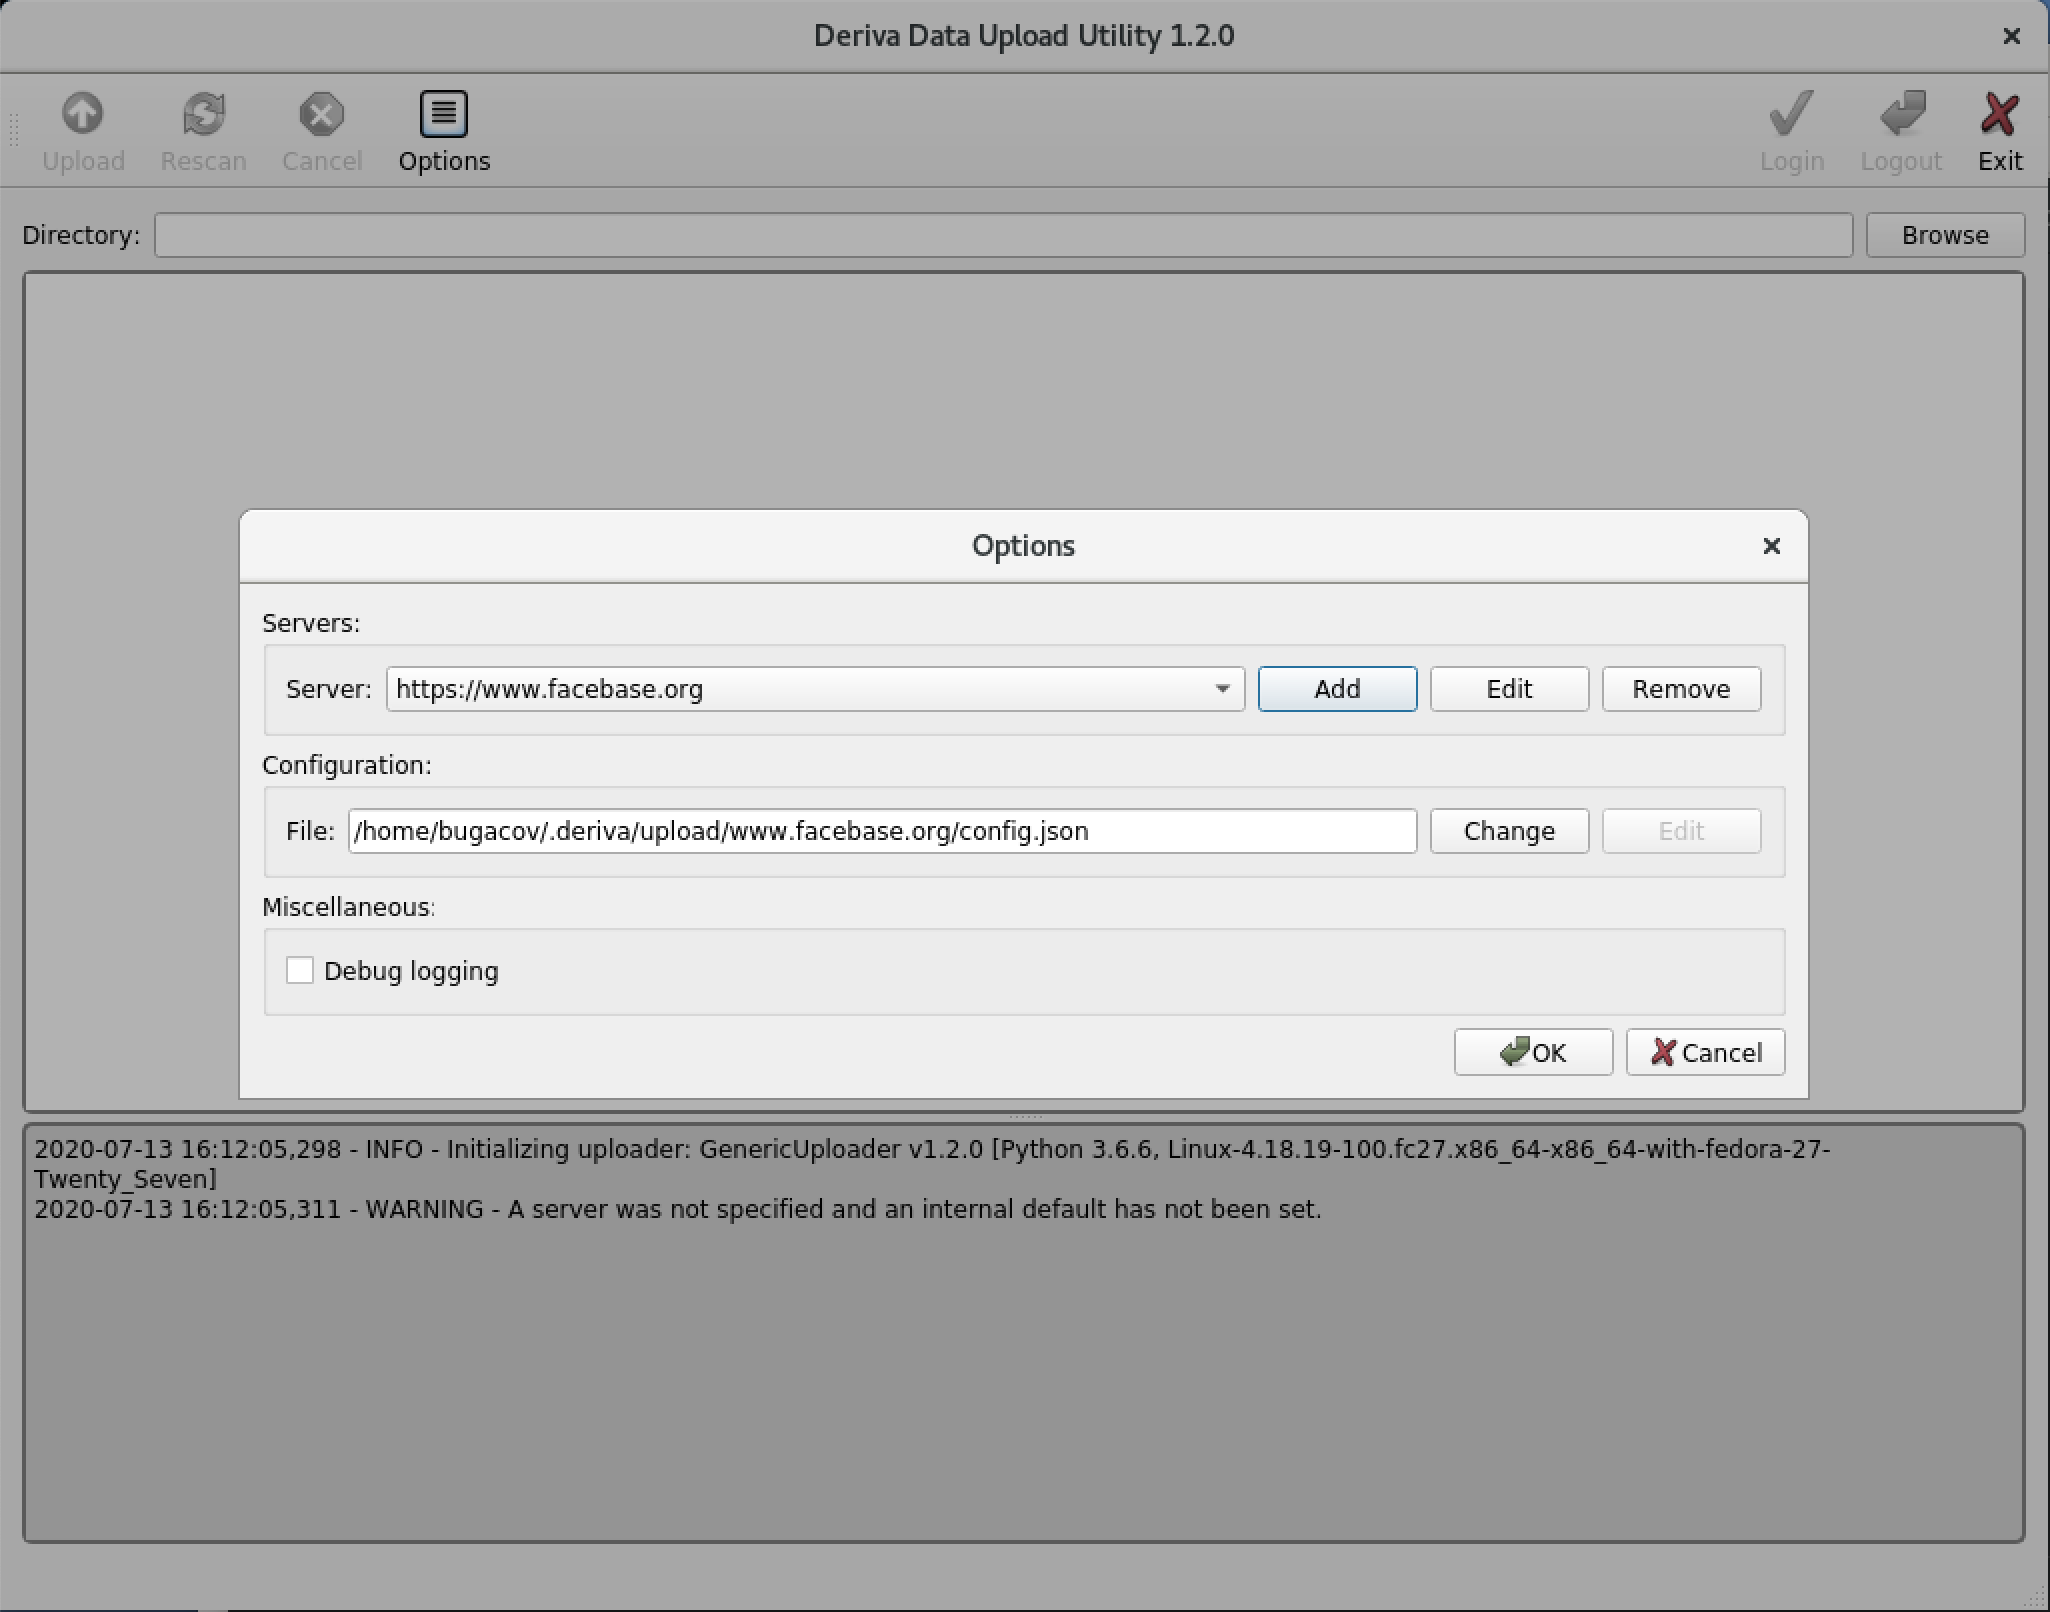 Deriva Data Upload Utility 1.2.0
Upload Rescan Cancel Options Login Logout Exit
Directory: Browse
Options
Servers:
Server: https://www.facebase.org Add Edit Remove
Configuration:
File: /home/bugacov/.deriva/upload/www.facebase.org/config.json Change Edit
Miscellaneous:
Debug logging
OK Cancel
2020-07-13 16:12:05,298 - INFO - Initializing uploader: GenericUploader v1.2.0 [Python 3.6.6, Linux-4.18.19-100.fc27.x86_64-x86_64-with-fedora-27-
Twenty_Seven]
2020-07-13 16:12:05,311 - WARNING - A server was not specified and an internal default has not been set.